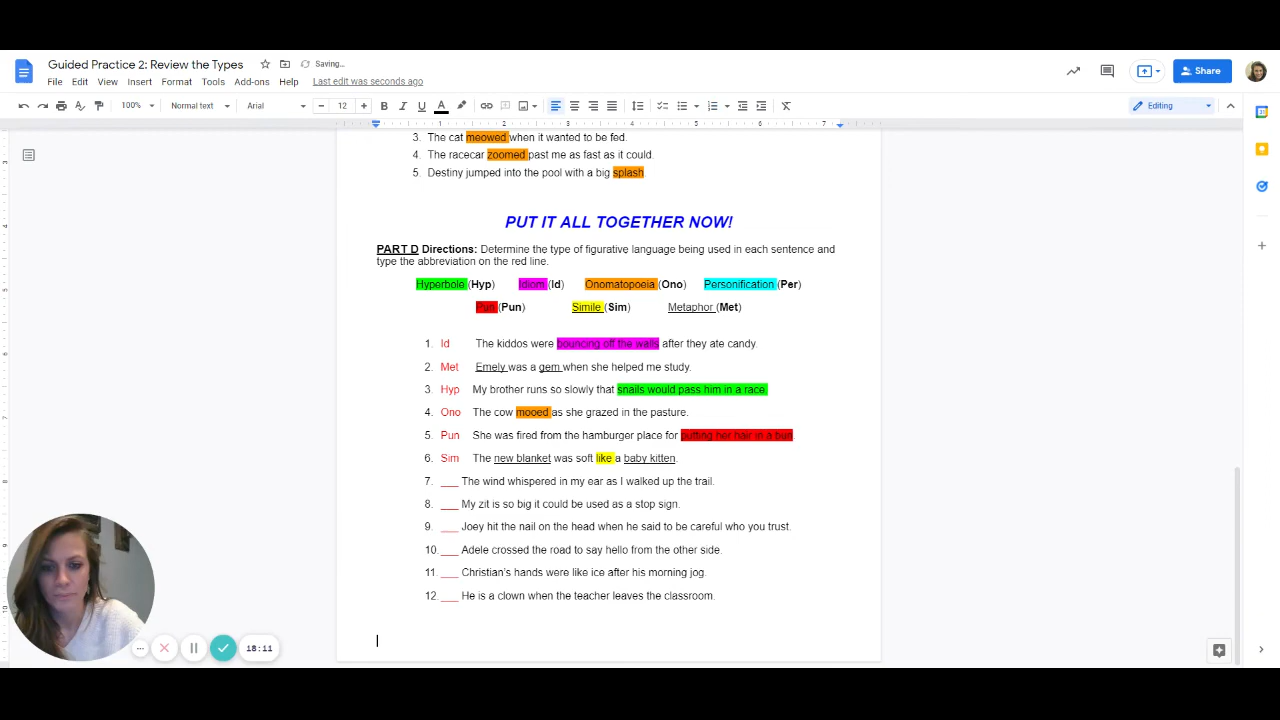 Guided Practice 2: Review the Types Saving...
File Edit View Insert Format Tools Add-ons Help Last edit was seconds ago
Share
100% Normal text Arial 12 B I U A Editing
1 2 3 4 5 6 7
3. The cat meowed when it wanted to be fed.
4. The racecar zoomed past me as fast as it could.
5. Destiny jumped into the pool with a big splash
PUT IT ALL TOGETHER NOW!
PART D Directions: Determine the type of figurative language being used in each sentence and
type the abbreviation on the red line.
Hyperbole (Hyp) Idiom (Id) Onomatopoeia (Ono) Personification (Per)
Pun (Pun) Simile (Sim) Metaphor (Met)
1. Id The kiddos were bouncing off the walls after they ate candy.
2. Met Emely was a gem when she helped me study.
3. Hyp My brother runs so slowly that snails would pass him in a race.
4. Ono The cow mooed as she grazed in the pasture.
5. Pun She was fired from the hamburger place for putting her hair in a bun.
6. Sim The new blanket was soft like a baby kitten.
7. ___ The wind whispered in my ear as I walked up the trail.
8. ___ My zit is so big it could be used as a stop sign.
9. ___ Joey hit the nail on the head when he said to be careful who you trust.
10. ___ Adele crossed the road to say hello from the other side.
11. ___ Christian's hands were like ice after his morning jog.
12. ___ He is a clown when the teacher leaves the classroom.
18:11